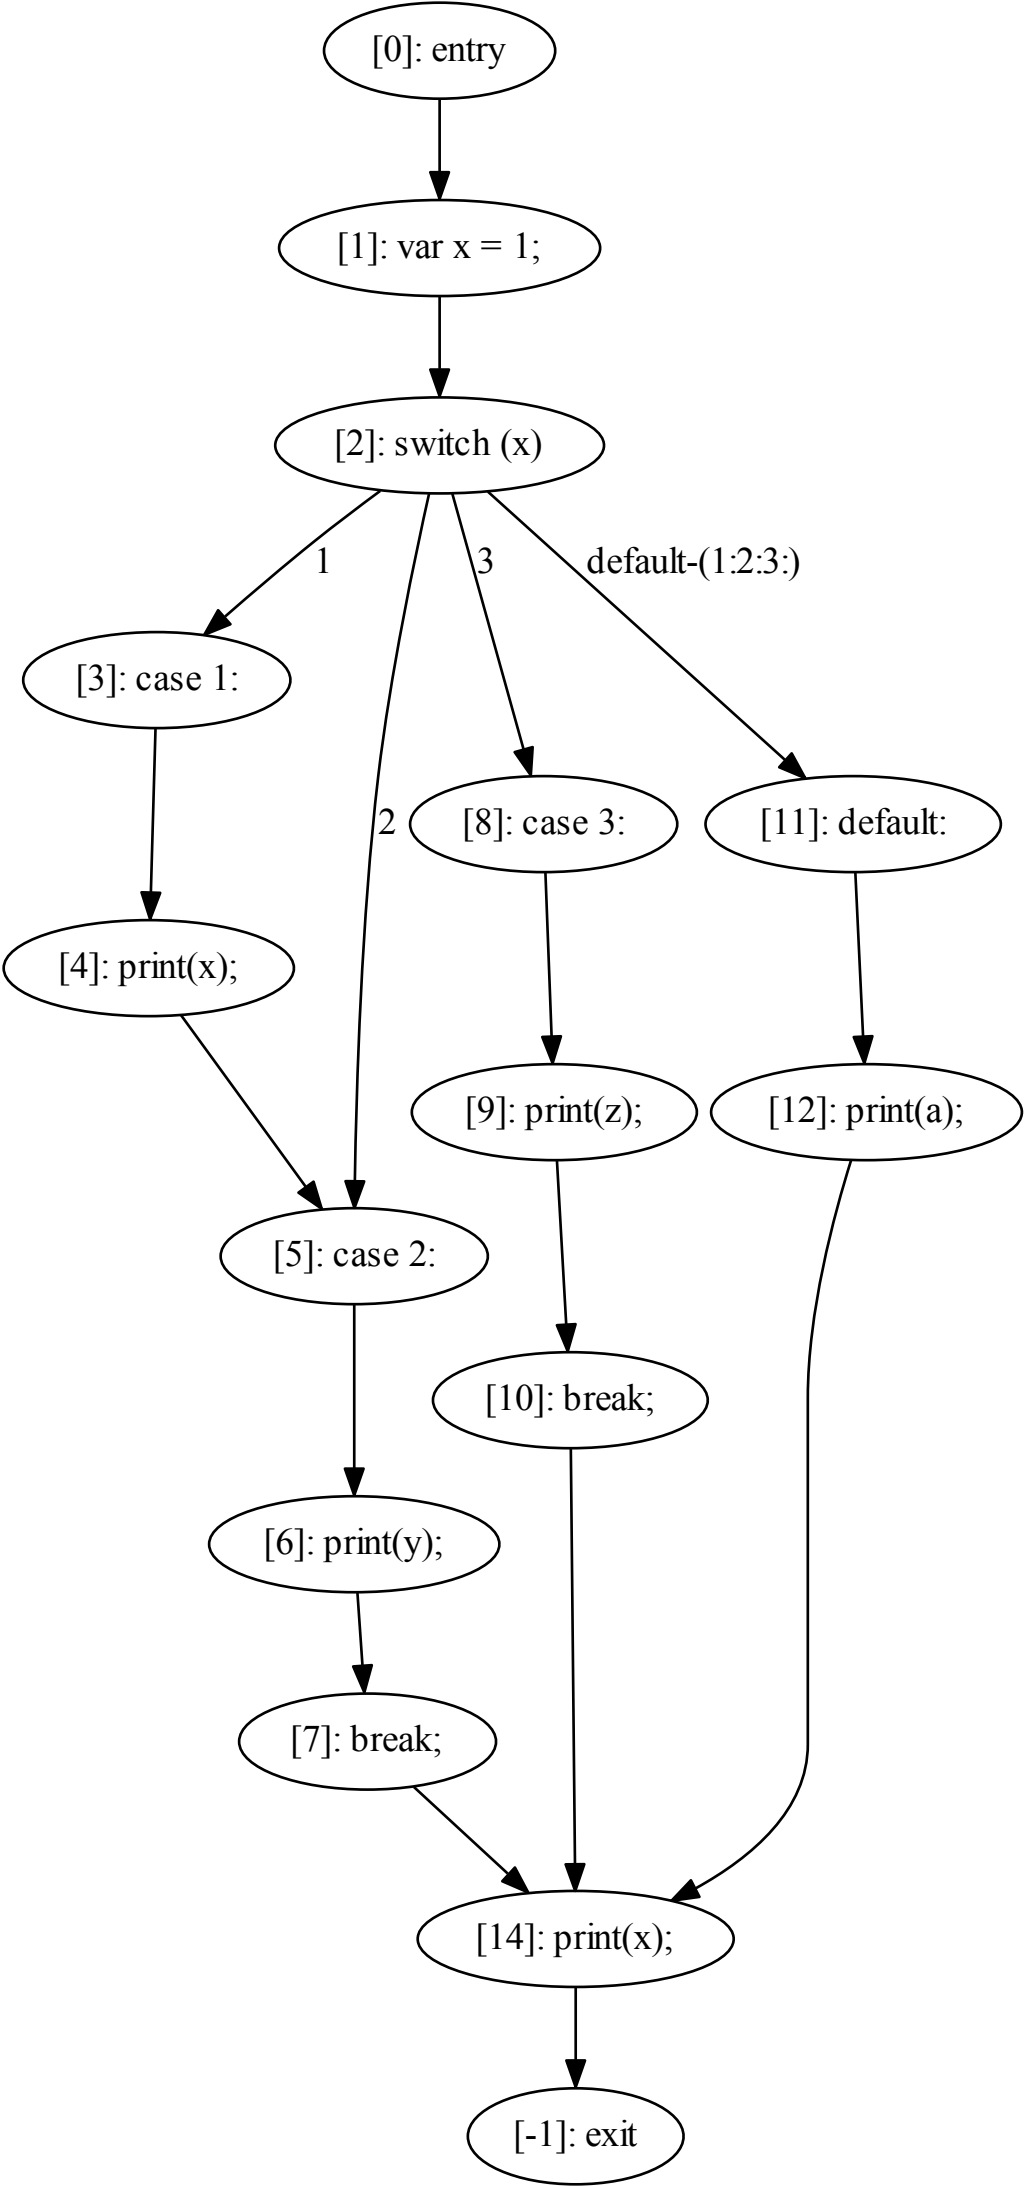 [0]: entry
[1]: var x = 1;
[2]: switch (x)
1
3
default-(1:2:3:)
[3]: case 1:
2
[8]: case 3:
[11]: default:
[4]: print(x);
[9]: print(z);
[12]: print(a);
[5]: case 2:
[10]: break;
[6]: print(y);
[7]: break;
[14]: print(x);
[-1]: exit